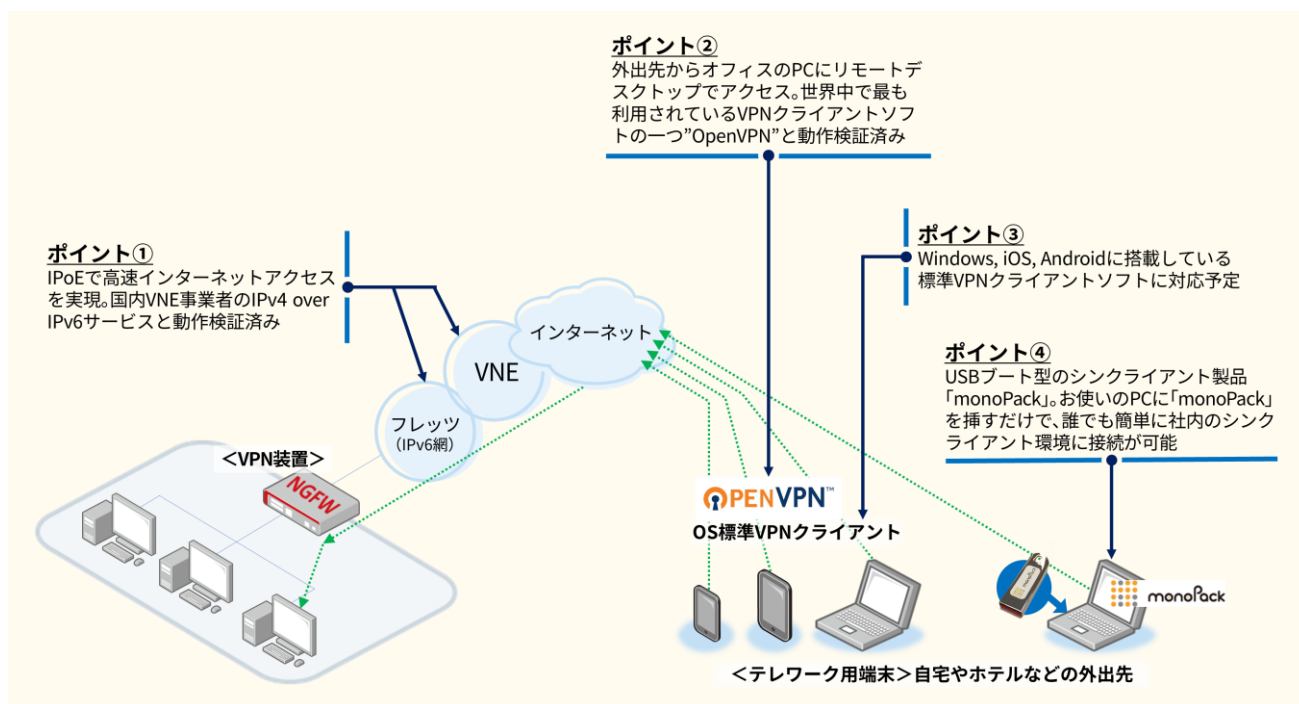 ポイント②
外出先からオフィスのPCにリモートデ
スクトップでアクセス。世界中で最も
利用されているVPNクライアントソフ
トの一つ”OpenVPN”と動作検証済み
ポイント①
IPoEで高速インターネットアクセス
を実現。国内VNE事業者のIPv4 over
IPv6サービスと動作検証済み
ポイント③
Windows, iOS, Androidに搭載している
標準VPNクライアントソフトに対応予定
インターネット
VNE
フレッツ
（IPv6網）
ポイント④
USBブート型のシンクライアント製品
「monoPack」。お使いのPCに「monoPack」
を挿すだけで、誰でも簡単に社内のシンク
ライアント環境に接続が可能
＜VPN装置＞
NGFW
OPENVPN™
OS標準VPNクライアント
monoPack
monoPack
＜テレワーク用端末＞自宅やホテルなどの外出先